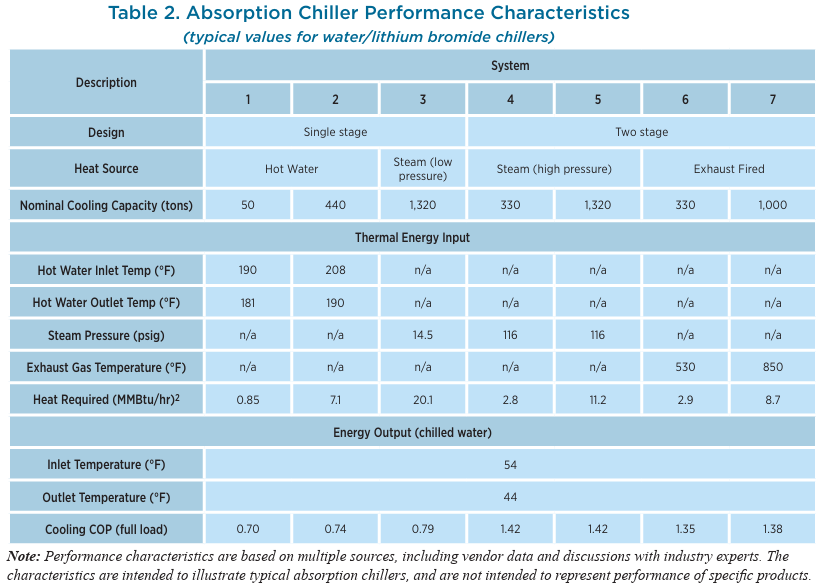 Table 2. Absorption Chiller Performance Characteristics
(typical values for water/lithium bromide chillers)
Description System
1 2 3 4 5 6 7
Design Single stage Two stage
Heat Source Hot Water Steam (low pressure) Steam (high pressure) Exhaust Fired
Nominal Cooling Capacity (tons) 50 440 1,320 330 1,320 330 1,000
Thermal Energy Input
Hot Water Inlet Temp (°F) 190 208 n/a n/a n/a n/a n/a
Hot Water Outlet Temp (°F) 181 190 n/a n/a n/a n/a n/a
Steam Pressure (psig) n/a n/a 14.5 116 116 n/a n/a
Exhaust Gas Temperature (°F) n/a n/a n/a n/a n/a 530 850
Heat Required (MMBtu/hr)² 0.85 7.1 20.1 2.8 11.2 2.9 8.7
Energy Output (chilled water)
Inlet Temperature (°F) 54
Outlet Temperature (°F) 44
Cooling COP (full load) 0.70 0.74 0.79 1.42 1.42 1.35 1.38
Note: Performance characteristics are based on multiple sources, including vendor data and discussions with industry experts. The
characteristics are intended to illustrate typical absorption chillers, and are not intended to represent performance of specific products.